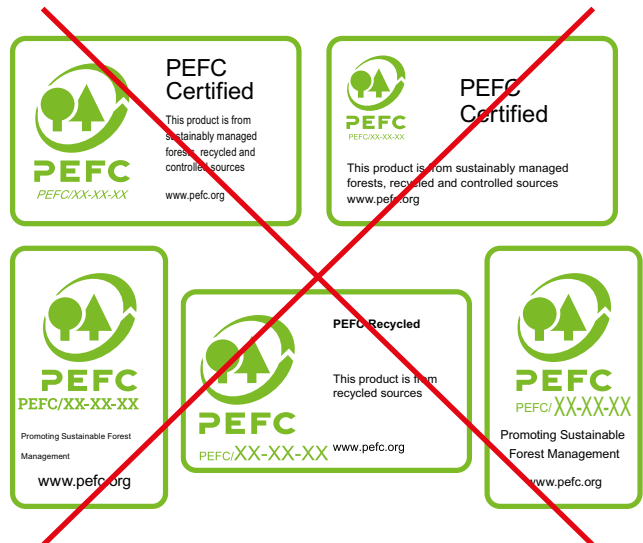 PEFC
Certified
This product is from
sustainably managed
forests, recycled and
controlled sources
www.pefc.org
PEFC
PEFC/XX-XX-XX
PEFC
Certified
PEFC
PEFC/XX-XX-XX
This product is from sustainably managed
forests, recycled and controlled sources
www.pefc.org
PEFC
PEFC/XX-XX-XX
Promoting Sustainable Forest
Management
www.pefc.org
PEFC Recycled
This product is from
recycled sources
PEFC
PEFC/XX-XX-XX
www.pefc.org
PEFC
PEFC/XX-XX-XX
Promoting Sustainable
Forest Management
www.pefc.org